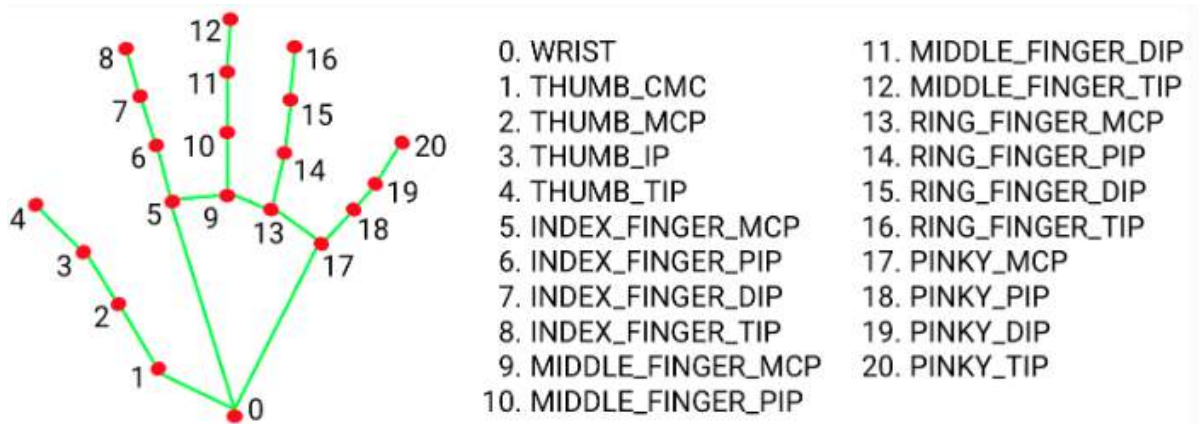 12
8
16
11
7
15
10
6
14
20
19
4
5
9
13
18
3
17
2
1
0
0. WRIST
1. THUMB_CMC
2. THUMB_MCP
3. THUMB_IP
4. THUMB_TIP
5. INDEX_FINGER_MCP
6. INDEX_FINGER_PIP
7. INDEX_FINGER_DIP
8. INDEX_FINGER_TIP
9. MIDDLE_FINGER_MCP
10. MIDDLE_FINGER_PIP
11. MIDDLE_FINGER_DIP
12. MIDDLE_FINGER_TIP
13. RING_FINGER_MCP
14. RING_FINGER_PIP
15. RING_FINGER_DIP
16. RING_FINGER_TIP
17. PINKY_MCP
18. PINKY_PIP
19. PINKY_DIP
20. PINKY_TIP